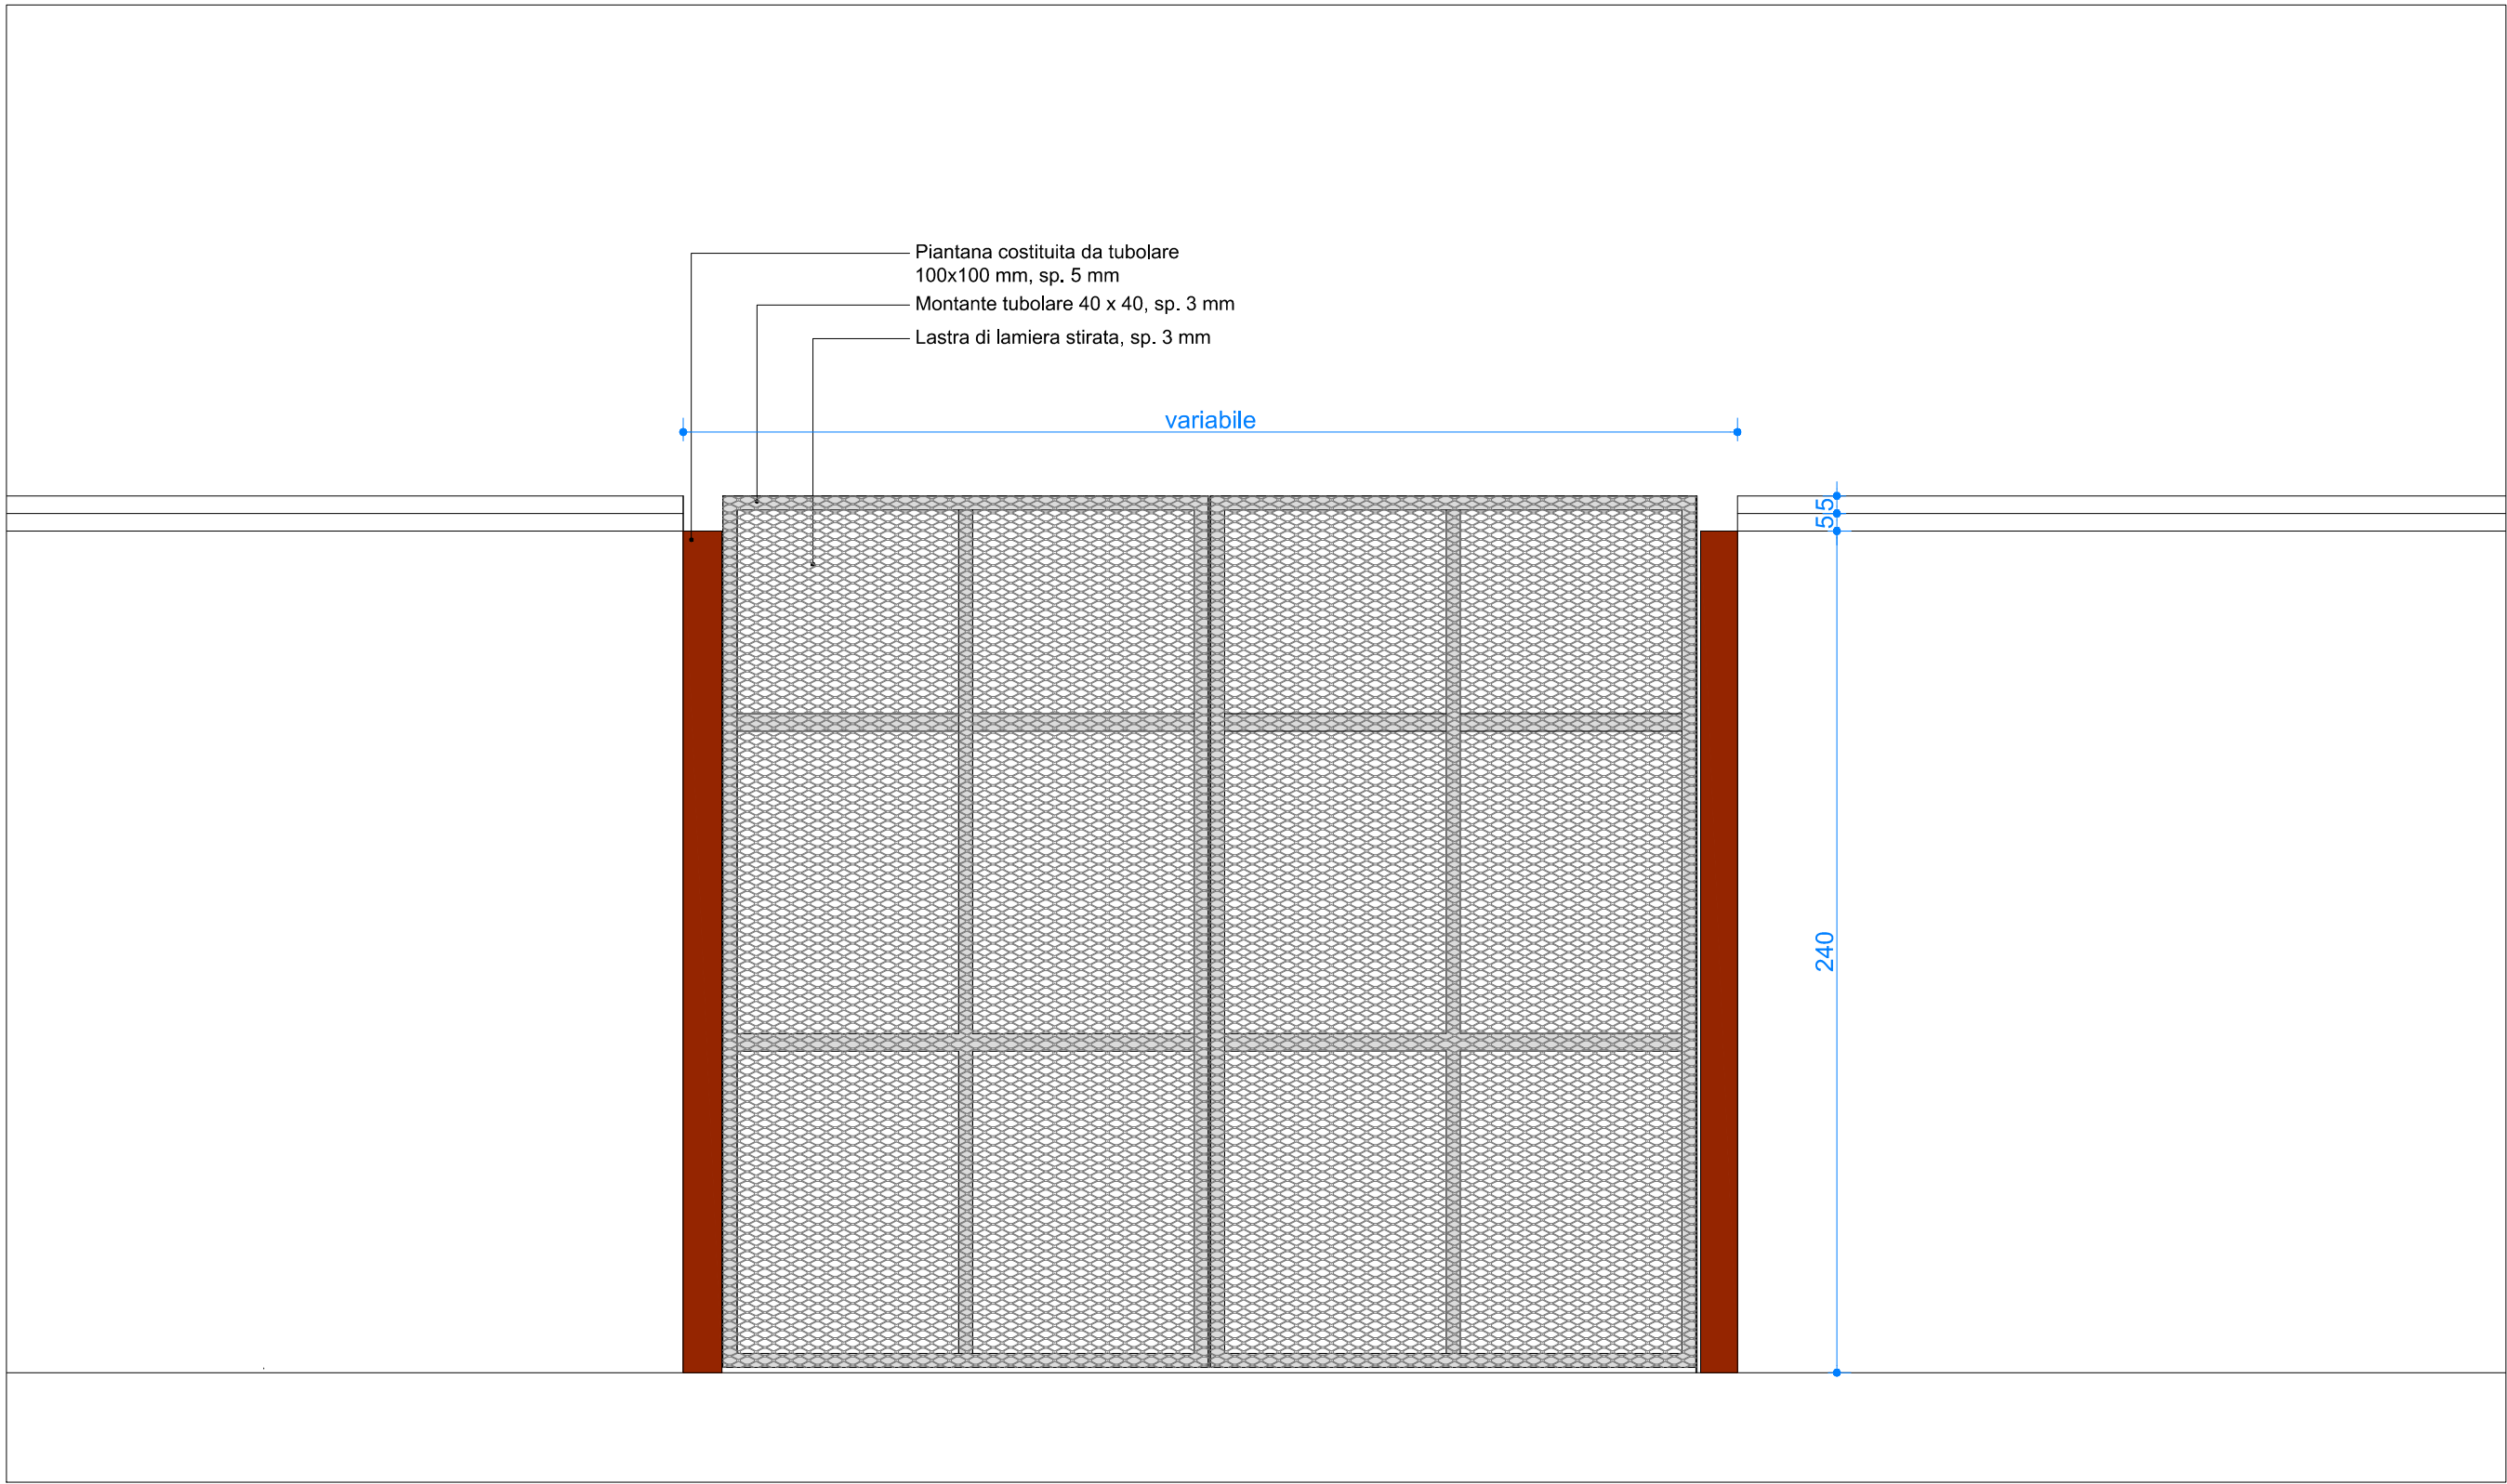 Piantana costituita da tubolare
100x100 mm, sp. 5 mm
Montante tubolare 40 x 40, sp. 3 mm
Lastra di lamiera stirata, sp. 3 mm
variabile
5
5
240